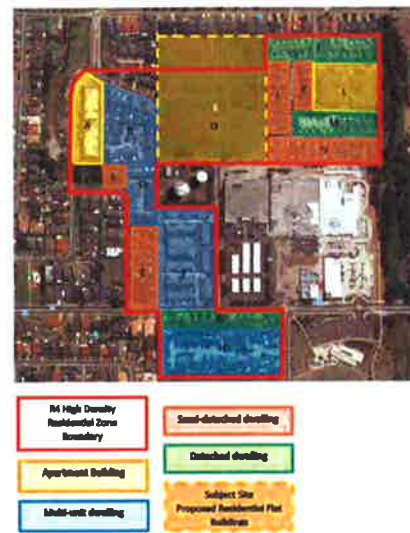 R4 High Density
Residential Zone
Boundary
Semi-detached dwelling
Apartment Building
Detached dwelling
Multi-unit dwelling
Subject Site
Proposed Residential Flat
Buildings